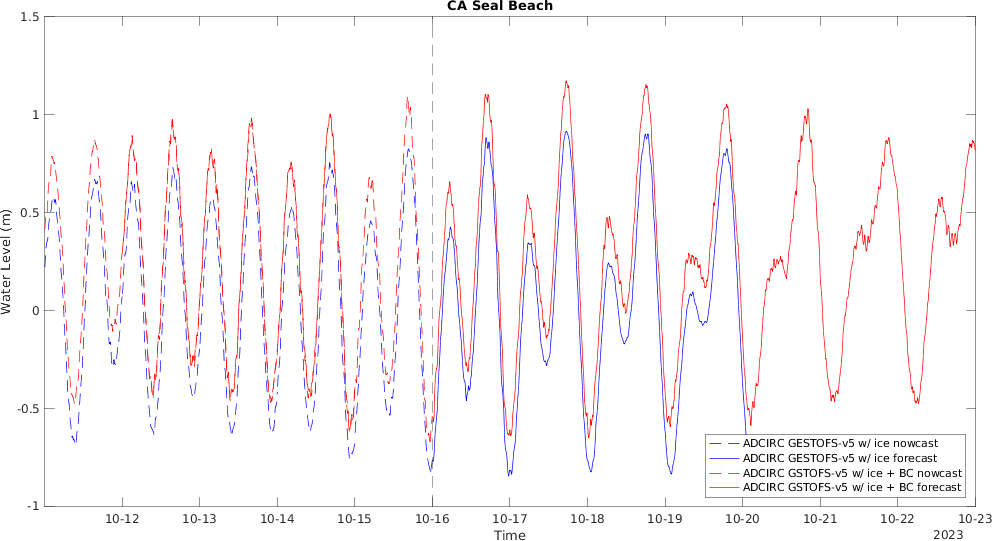 CA Seal Beach
1.5
1
0.5
0
-0.5
-1
Water Level (m)
10-12 10-13 10-14 10-15 10-16 10-17 10-18 10-19 10-20 10-21 10-22 10-23
Time
2023
ADCIRC GESTOFS-v5 w/ ice nowcast
ADCIRC GESTOFS-v5 w/ ice forecast
ADCIRC GSTOFS-v5 w/ ice + BC nowcast
ADCIRC GSTOFS-v5 w/ ice + BC forecast